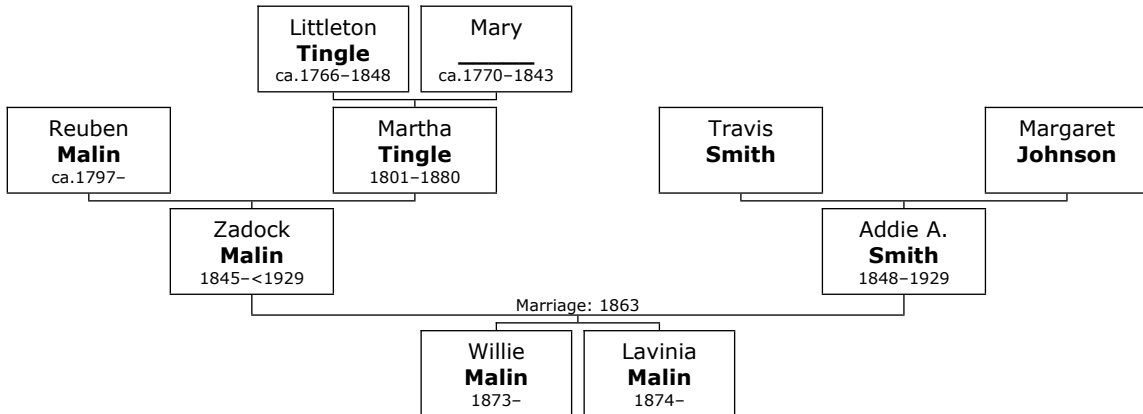 Littleton
Tingle
ca.1766–1848
Mary
________
ca.1770–1843
Reuben
Malin
ca.1797–
Martha
Tingle
1801–1880
Travis
Smith
Margaret
Johnson
Zadock
Malin
1845–<1929
Addie A.
Smith
1848–1929
Marriage: 1863
Willie
Malin
1873–
Lavinia
Malin
1874–